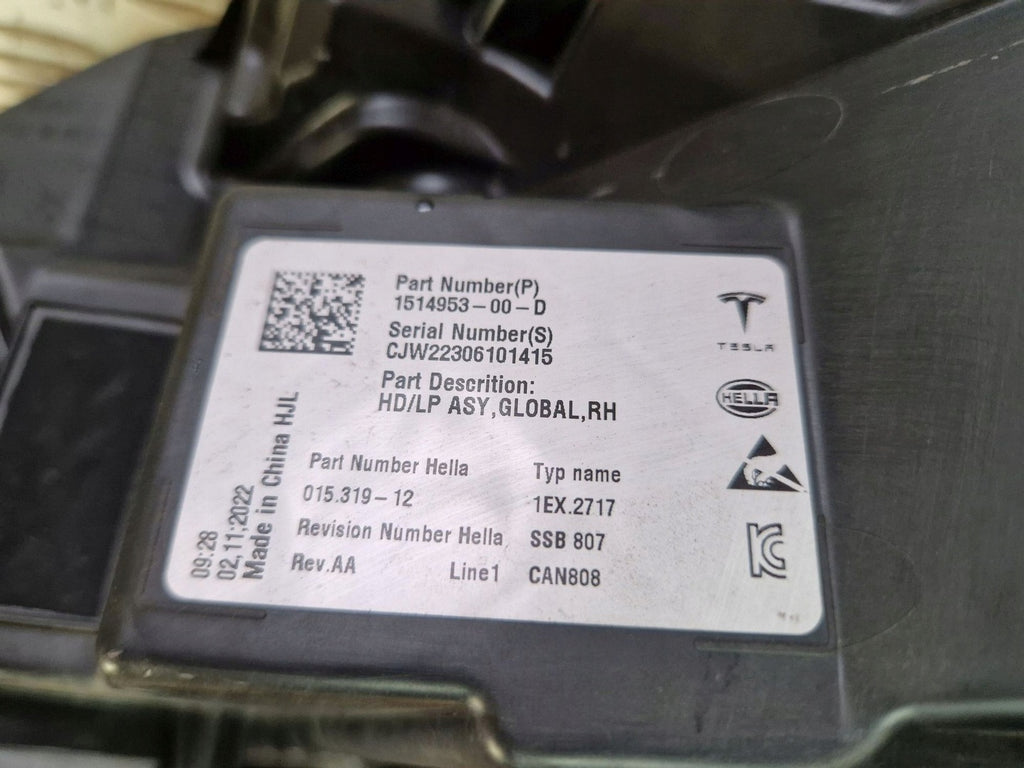 Part Number(P)
1514953-00-D
Serial Number(S)
CJW22306101415
Part Descrition:
HD/LP ASY,GLOBAL,RH
Part Number Hella
015.319-12
Revision Number Hella
Rev.AA
Line1
Typ name
1EX.2717
SSB 807
CAN808
09:28
02,11,2022
Made in China HJL
TESLA
HELLA